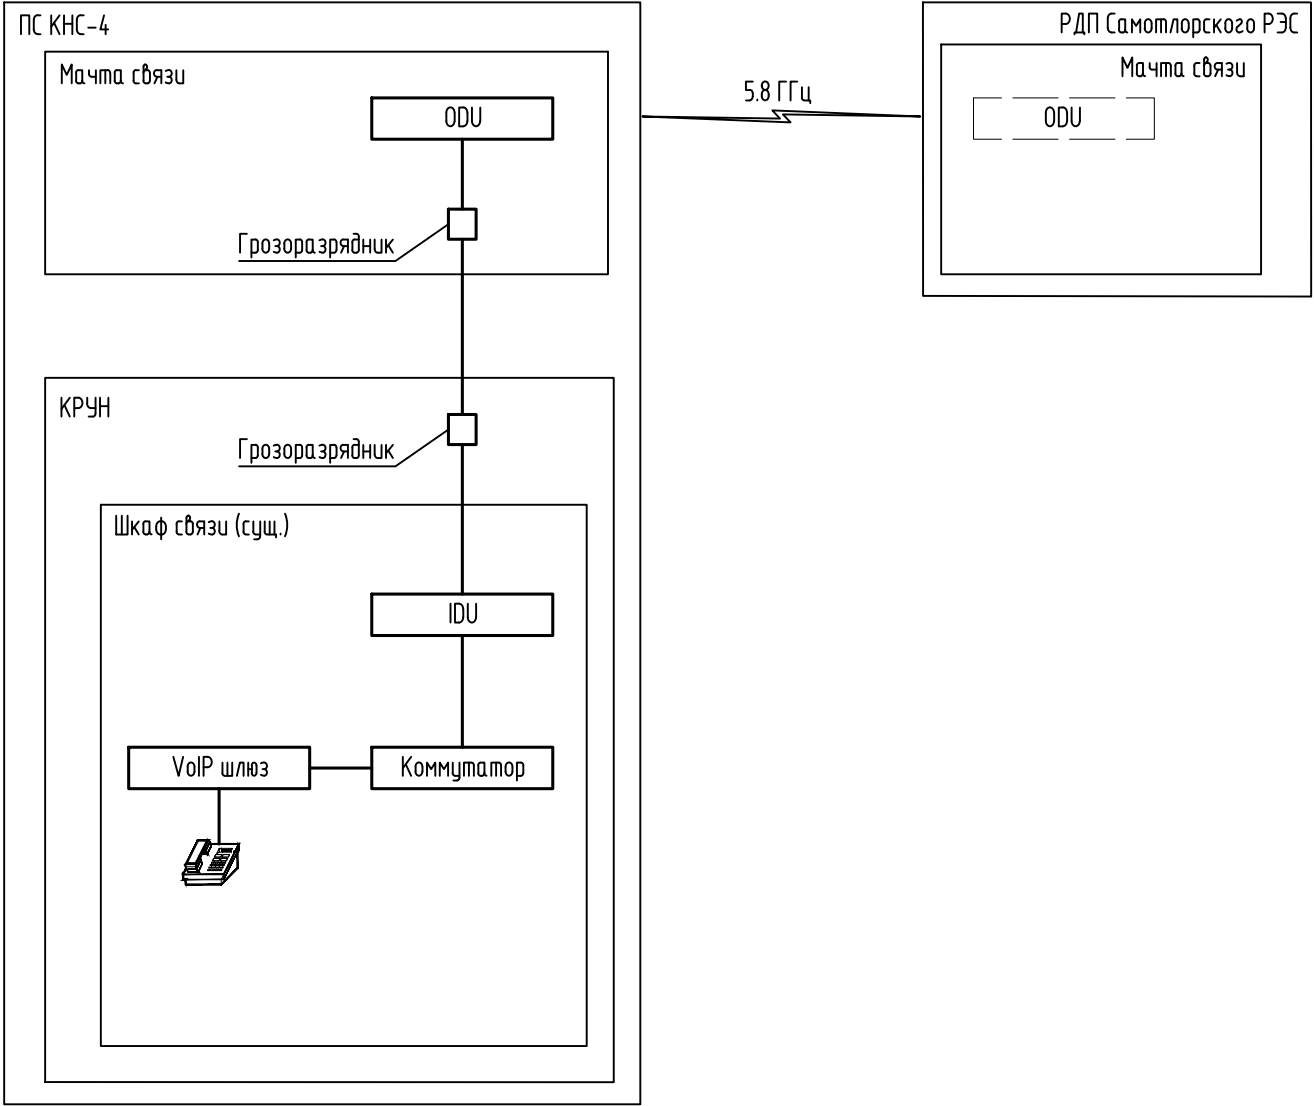 ПС КНС-4
РДП Самотлорского РЭС
Мачта связи
Мачта связи
5.8 ГГц
ODU
ODU
Грозоразрядник
КРУН
Грозоразрядник
Шкаф связи (сущ.)
IDU
VoIP шлюз
Коммутатор